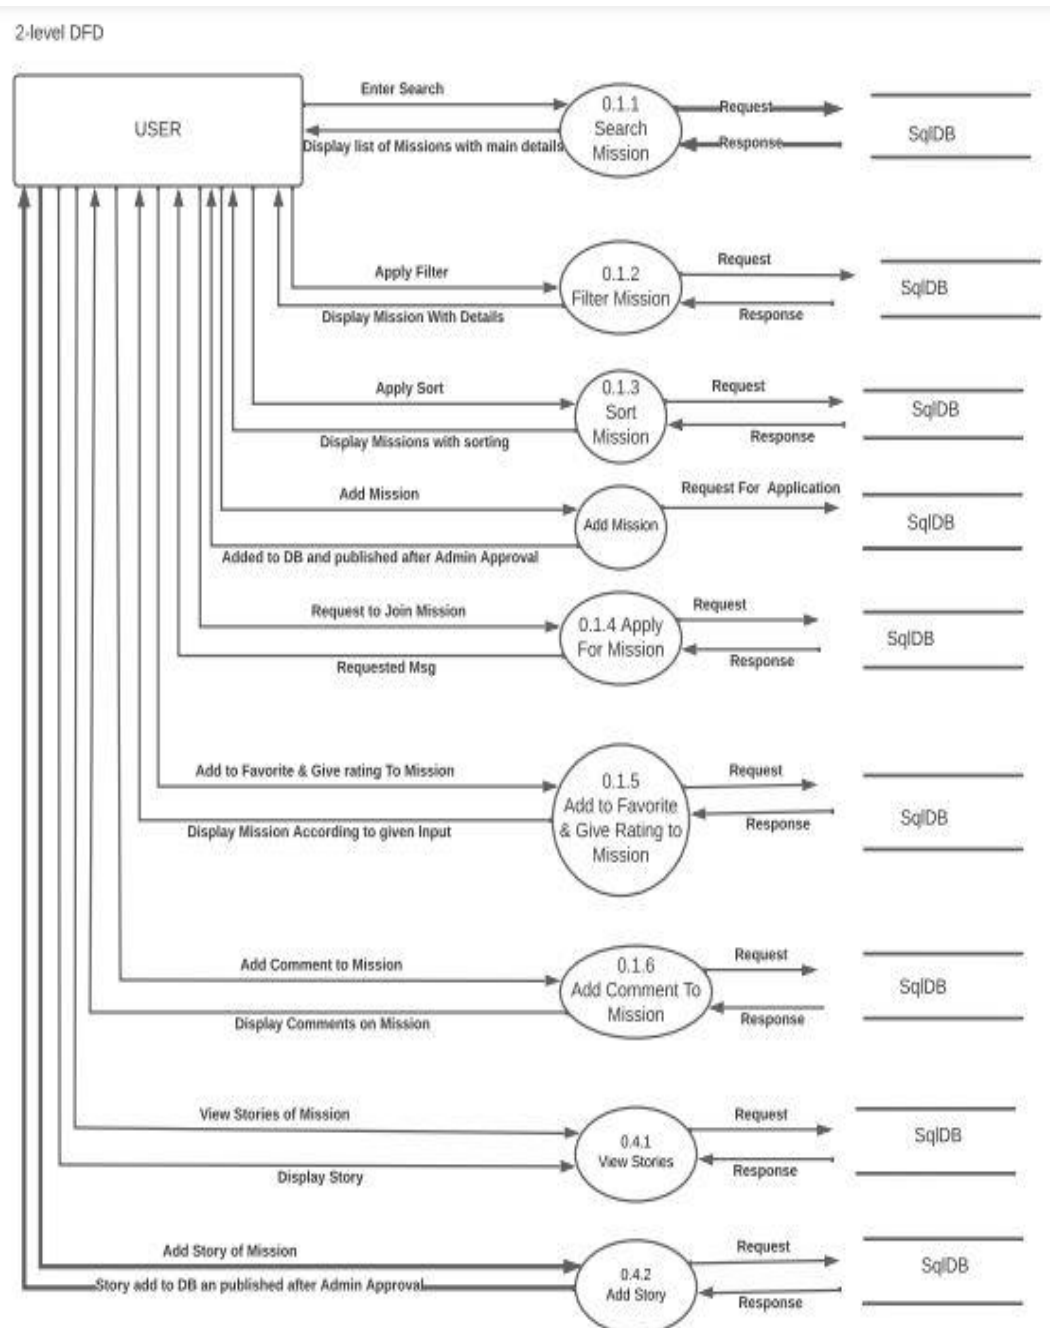 2-level DFD
USER
Enter Search
Display list of Missions with main details
0.1.1
Search
Mission
Request
Response
SqlDB
Apply Filter
Display Mission With Details
0.1.2
Filter Mission
Request
Response
SqlDB
Apply Sort
Display Missions with sorting
0.1.3
Sort
Mission
Request
Response
SqlDB
Add Mission
Added to DB and published after Admin Approval
Add Mission
Request For Application
SqlDB
Request to Join Mission
Requested Msg
0.1.4 Apply
For Mission
Request
Response
SqlDB
Add to Favorite & Give rating To Mission
Display Mission According to given Input
0.1.5
Add to Favorite
& Give Rating to
Mission
Request
Response
SqlDB
Add Comment to Mission
Display Comments on Mission
0.1.6
Add Comment To
Mission
Request
Response
SqlDB
View Stories of Mission
Display Story
0.4.1
View Stories
Request
Response
SqlDB
Add Story of Mission
Story add to DB an published after Admin Approval
0.4.2
Add Story
Request
Response
SqlDB